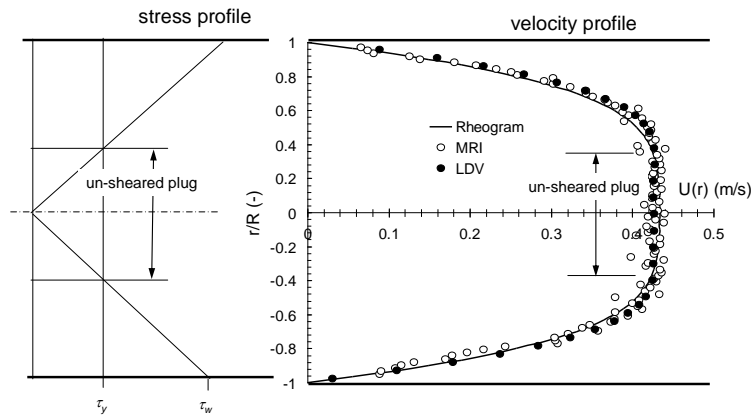 stress profile
velocity profile
1
0.8
0.6
0.4
0.2
0
-0.2
-0.4
-0.6
-0.8
-1
r/R (-)
Rheogram
MRI
LDV
un-sheared plug
un-sheared plug
U(r) (m/s)
0
0.1
0.2
0.3
0.4
0.5
τy
τw